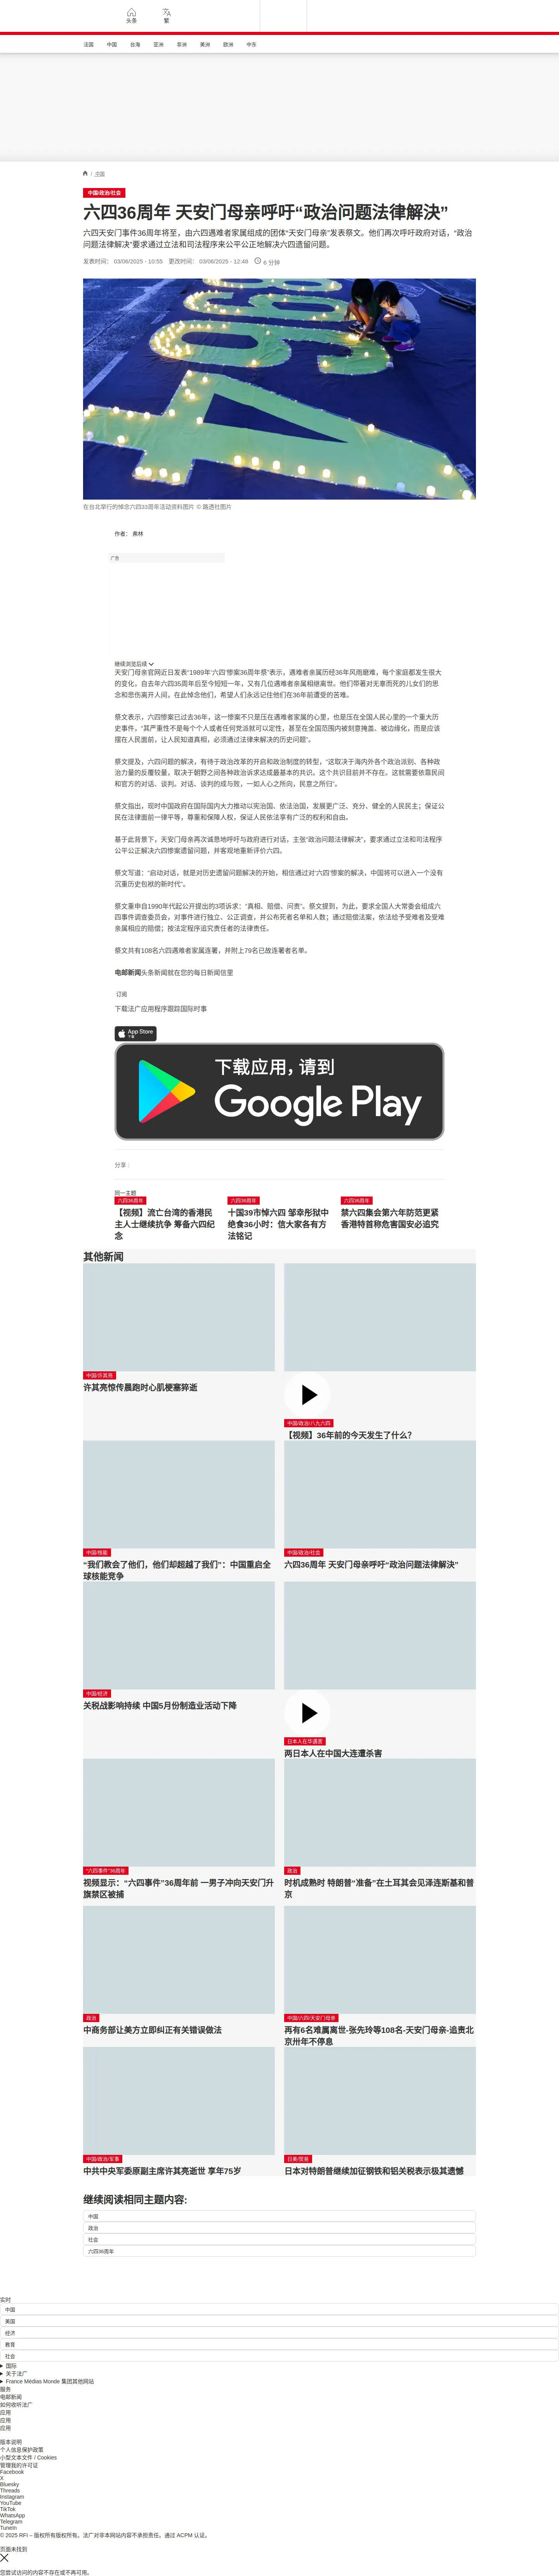 头条
繁
法国
中国
台海
亚洲
非洲
美洲
欧洲
中东
/ 中国
中国/政治/社会
六四36周年 天安门母亲呼吁“政治问题法律解决”
六四天安门事件36周年将至，由六四遇难者家属组成的团体“天安门母亲”发表祭文。他们再次呼吁政府对话，“政治
问题法律解决”要求通过立法和司法程序来公平公正地解决六四遗留问题。
发表时间： 03/06/2025 - 10:55 更改时间： 03/06/2025 - 12:48 6 分钟
在台北举行的悼念六四33周年活动资料图片 © 路透社图片
作者： 弗林
广告
继续浏览后续
天安门母亲官网近日发表“1989年‘六四’惨案36周年祭”表示，遇难者亲属历经36年风雨磨难，每个家庭都发生很大
的变化，自去年六四35周年后至今短短一年，又有几位遇难者亲属相继离世。他们带著对无辜而死的儿女们的思
念和悲伤离开人间，在此悼念他们，希望人们永远记住他们在36年前遭受的苦难。
祭文表示，六四惨案已过去36年，这一惨案不只是压在遇难者家属的心里，也是压在全国人民心里的一个重大历
史事件，“其严重性不是每个个人或者任何党派就可以定性，甚至在全国范围内被刻意掩盖、被边缘化，而是应该
摆在人民面前，让人民知道真相，必须通过法律来解决的历史问题”。
祭文提及，六四问题的解决，有待于政治改革的开启和政治制度的转型，“这取决于海内外各个政治派别、各种政
治力量的反覆较量，取决于朝野之间各种政治诉求达成最基本的共识。这个共识目前并不存在。这就需要依靠民间
和官方的对话、谈判。对话、谈判的成与败，一如人心之所向，民意之所归”。
祭文指出，现时中国政府在国际国内大力推动以宪治国、依法治国，发展更广泛、充分、健全的人民民主；保证公
民在法律面前一律平等，尊重和保障人权，保证人民依法享有广泛的权利和自由。
基于此背景下，天安门母亲再次诚恳地呼吁与政府进行对话，主张“政治问题法律解决”，要求通过立法和司法程序
公平公正解决六四惨案遗留问题，并客观地重新评价六四。
祭文写道：“启动对话，就是对历史遗留问题解决的开始，相信通过对‘六四’惨案的解决，中国将可以进入一个没有
沉重历史包袱的新时代”。
祭文重申自1990年代起公开提出的3项诉求：“真相、赔偿、问责”。祭文提到，为此，要求全国人大常委会组成六
四事件调查委员会，对事件进行独立、公正调查，并公布死者名单和人数；通过赔偿法案，依法给予受难者及受难
亲属相应的赔偿；按法定程序追究责任者的法律责任。
祭文共有108名六四遇难者家属连署，并附上79名已故连署者名单。
电邮新闻头条新闻就在您的每日新闻信里
订阅
下载法广应用程序跟踪国际时事
App Store
下载
下载应用，请到
Google Play
分享 :
同一主题
六四36周年
【视频】流亡台湾的香港民
主人士继续抗争 筹备六四纪
念
六四36周年
十国39市悼六四 邹幸彤狱中
绝食36小时：信大家各有方
法铭记
六四36周年
禁六四集会第六年防范更紧
香港特首称危害国安必追究
其他新闻
中国/许其亮
许其亮惊传晨跑时心肌梗塞猝逝
中国/政治/八九六四
【视频】36年前的今天发生了什么？
中国/核能
“我们教会了他们，他们却超越了我们”：中国重启全
球核能竞争
中国/政治/社会
六四36周年 天安门母亲呼吁“政治问题法律解决”
中国/经济
关税战影响持续 中国5月份制造业活动下降
日本人在华遇害
两日本人在中国大连遭杀害
“六四事件”36周年
视频显示：“六四事件”36周年前 一男子冲向天安门升
旗禁区被捕
政治
时机成熟时 特朗普“准备”在土耳其会见泽连斯基和普
京
政治
中商务部让美方立即纠正有关错误做法
中国/六四/天安门母亲
再有6名难属离世-张先玲等108名-天安门母亲-追责北
京卅年不停息
中国/政治/军事
中共中央军委原副主席许其亮逝世 享年75岁
日美/贸易
日本对特朗普继续加征钢铁和铝关税表示极其遗憾
继续阅读相同主题内容:
中国
政治
社会
六四36周年
实时
中国
美国
经济
教育
社会
国际
关于法广
France Médias Monde 集团其他网站
服务
电邮新闻
如何收听法广
应用
应用
应用
版本说明
个人信息保护政策
小型文本文件 / Cookies
管理我的许可证
Facebook
X
Bluesky
Threads
Instagram
YouTube
TikTok
WhatsApp
Telegram
TuneIn
© 2025 RFI – 版权所有版权所有。法广对非本网站内容不承担责任。通过 ACPM 认证。
页面未找到
您尝试访问的内容不存在或不再可用。